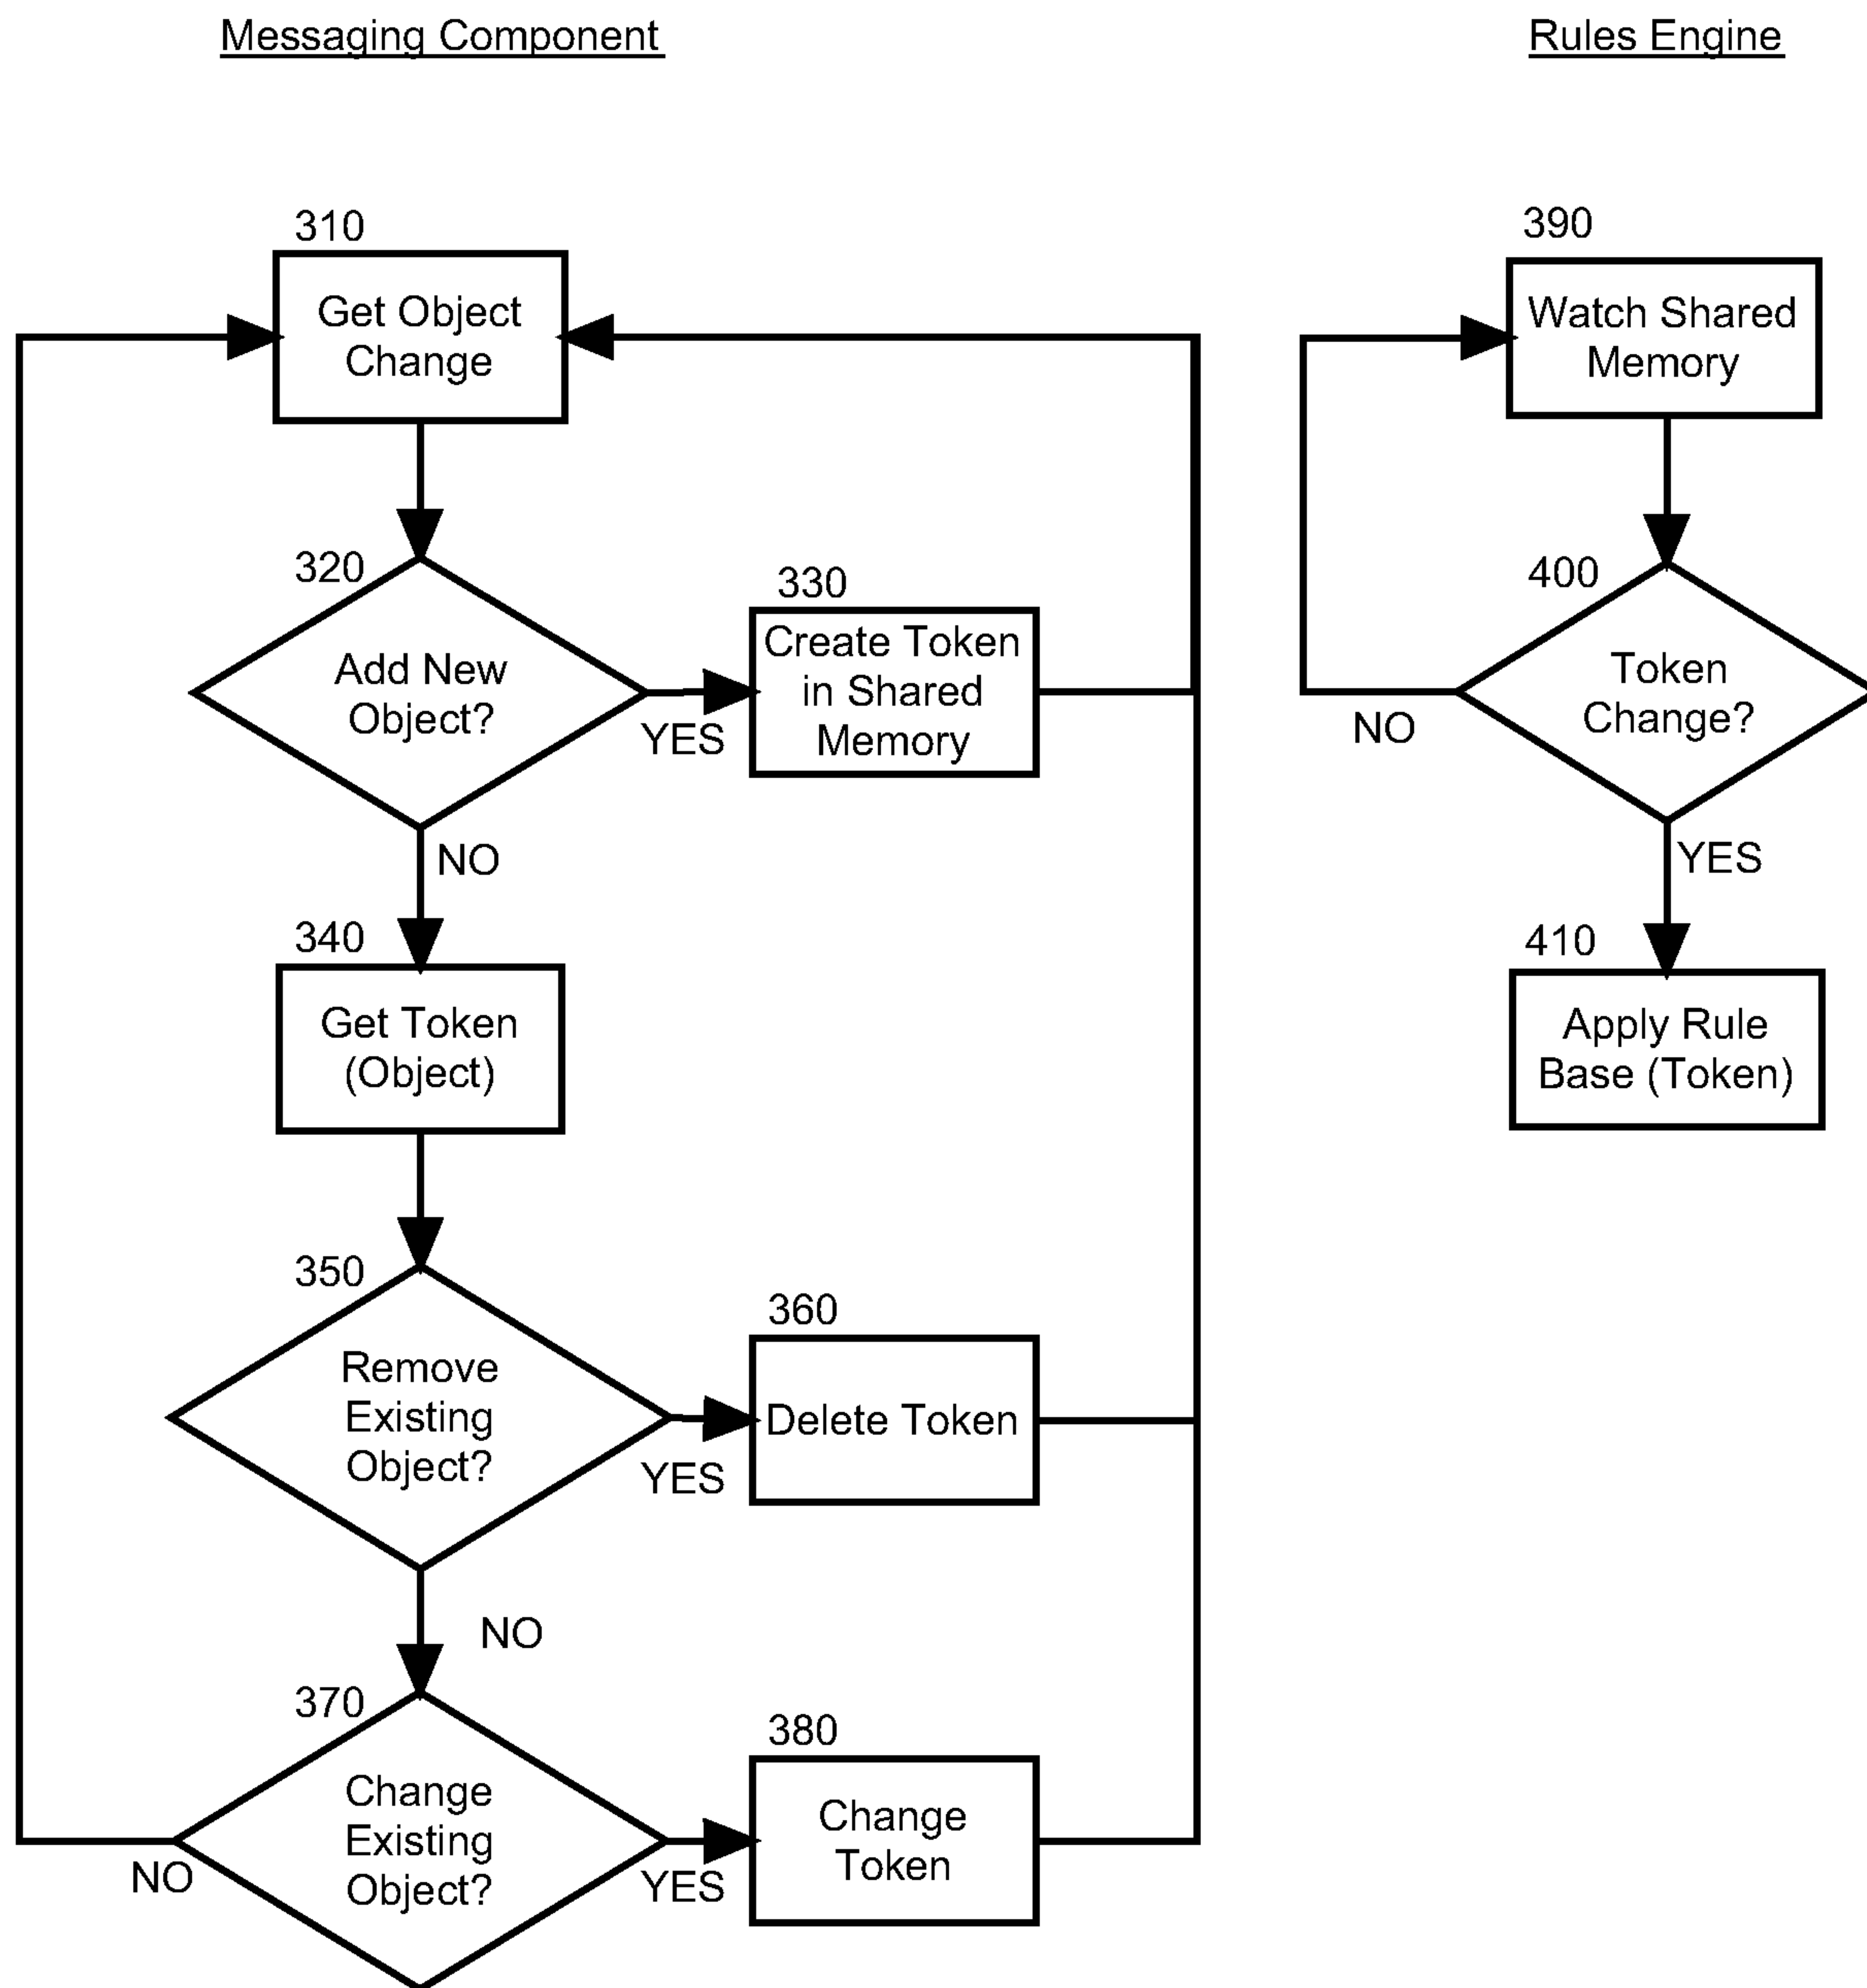 Messaging Component
310
Get Object
Change
320
Add New
Object?
YES
NO
330
Create Token
in Shared
Memory
340
Get Token
(Object)
350
Remove
Existing
Object?
YES
NO
360
Delete Token
370
Change
Existing
Object?
NO
YES
380
Change
Token
Rules Engine
390
Watch Shared
Memory
400
Token
Change?
NO
YES
410
Apply Rule
Base (Token)